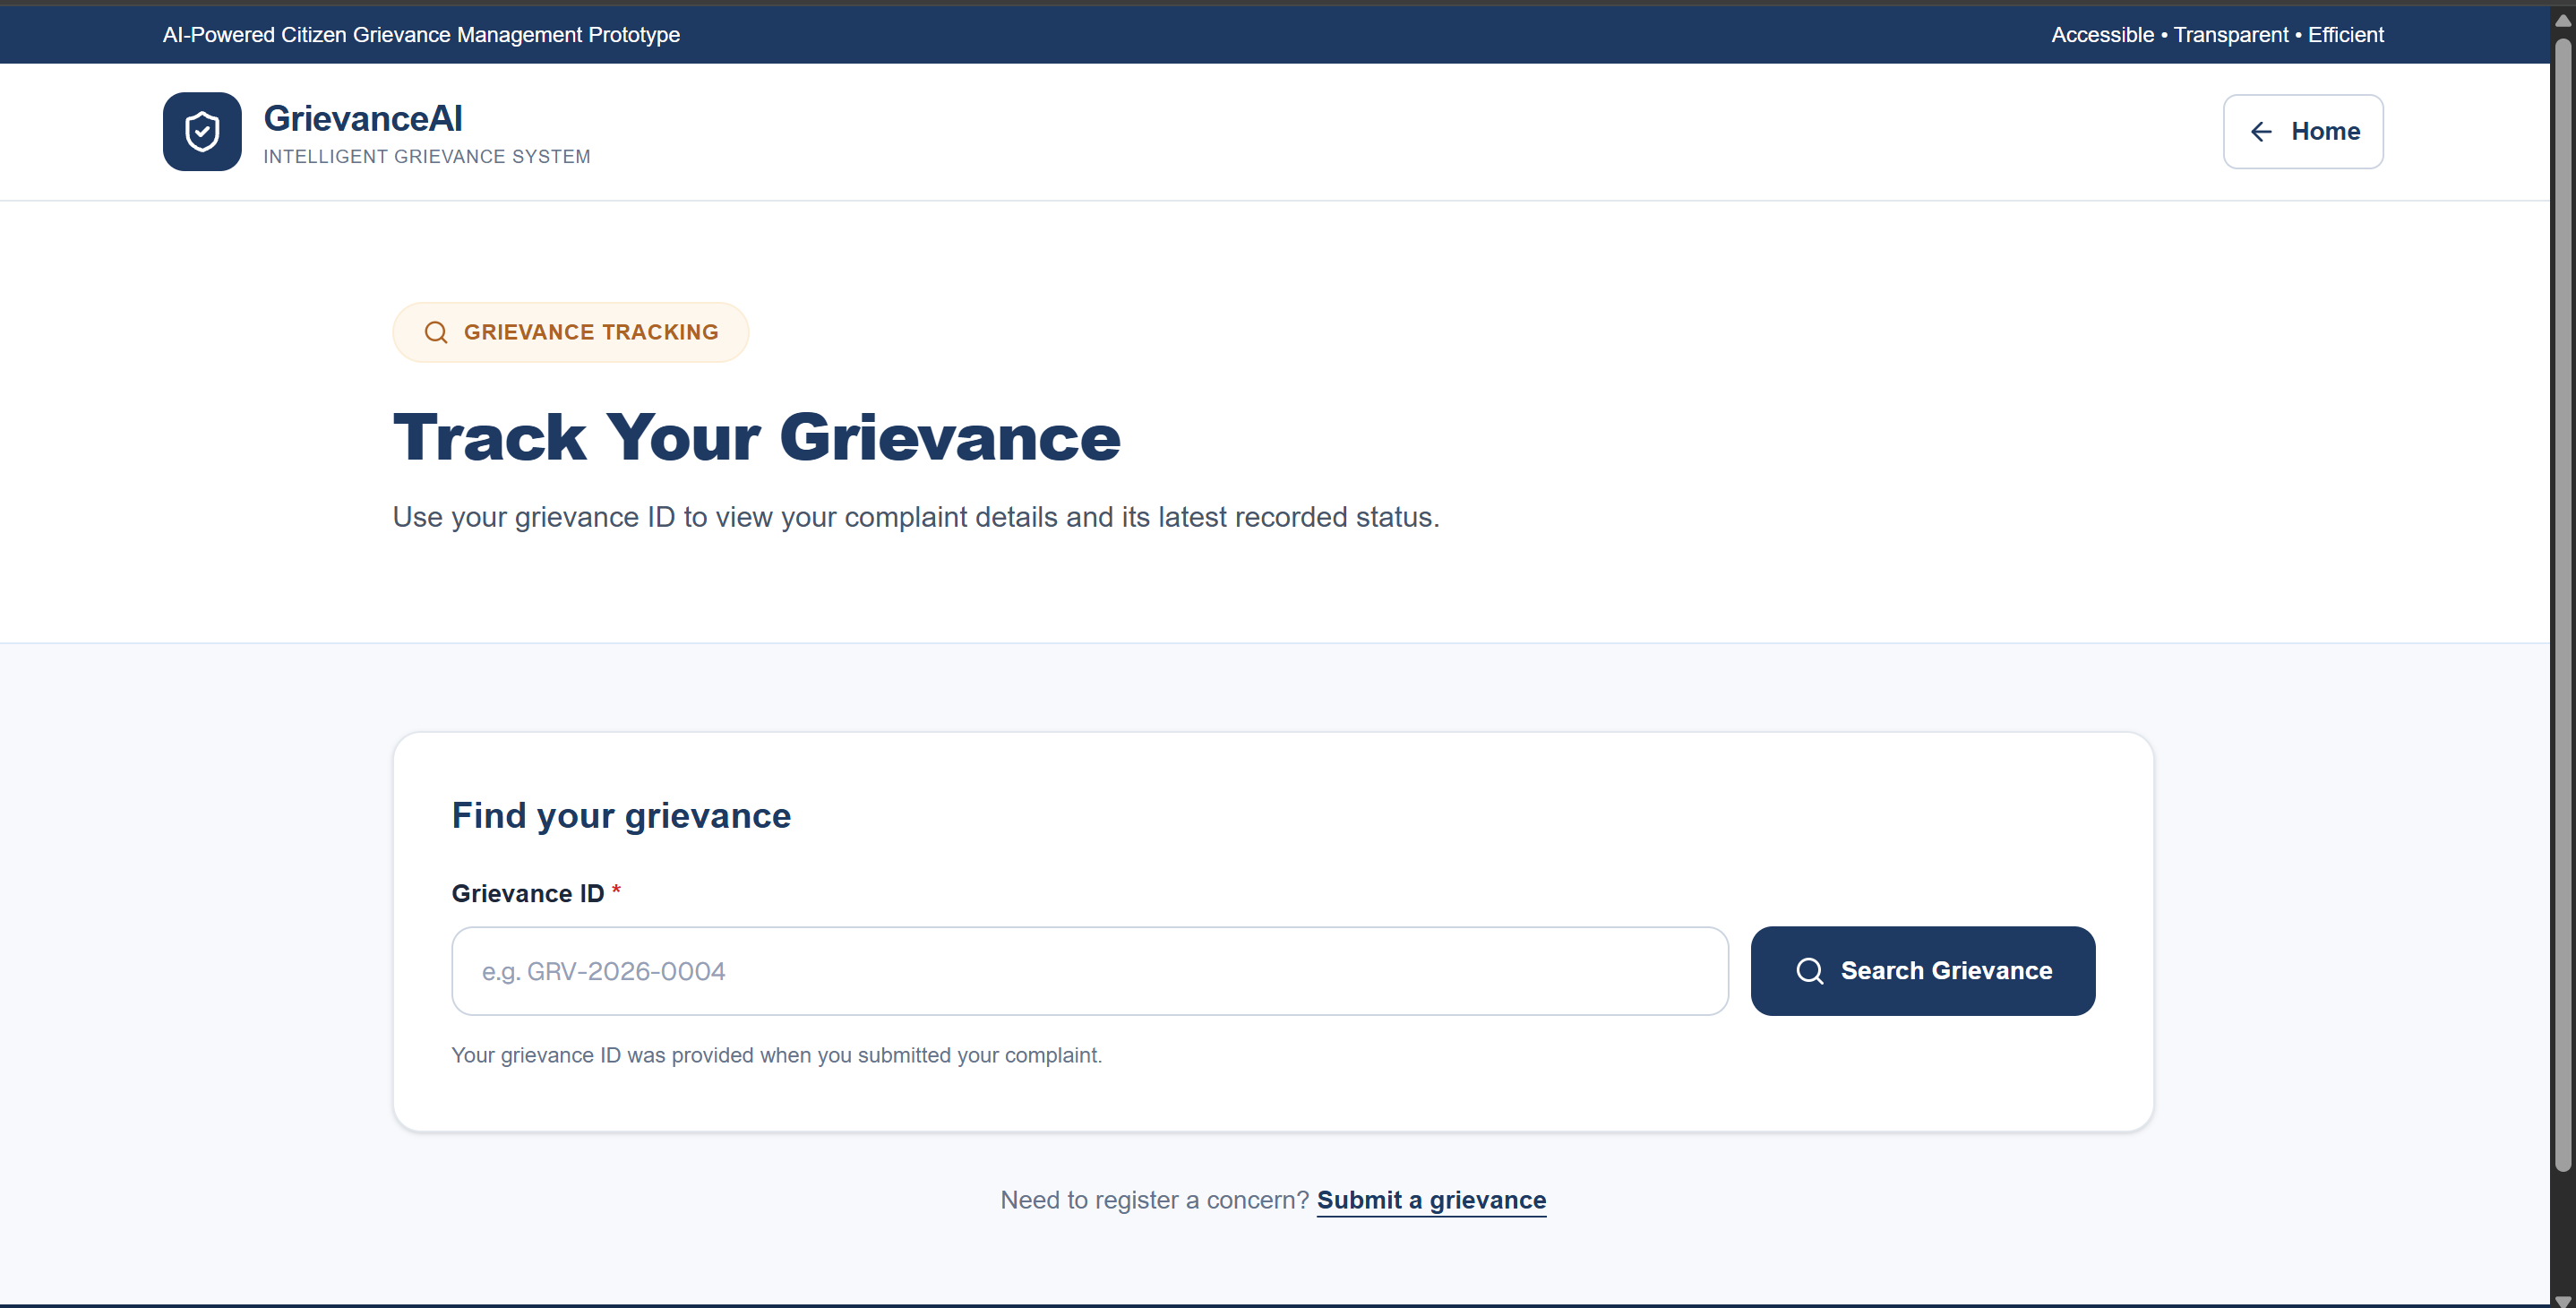 AI-Powered Citizen Grievance Management Prototype
Accessible • Transparent • Efficient
GrievanceAI
INTELLIGENT GRIEVANCE SYSTEM
Home
GRIEVANCE TRACKING
Track Your Grievance
Use your grievance ID to view your complaint details and its latest recorded status.
Find your grievance
Grievance ID *
e.g. GRV-2026-0004
Search Grievance
Your grievance ID was provided when you submitted your complaint.
Need to register a concern? Submit a grievance